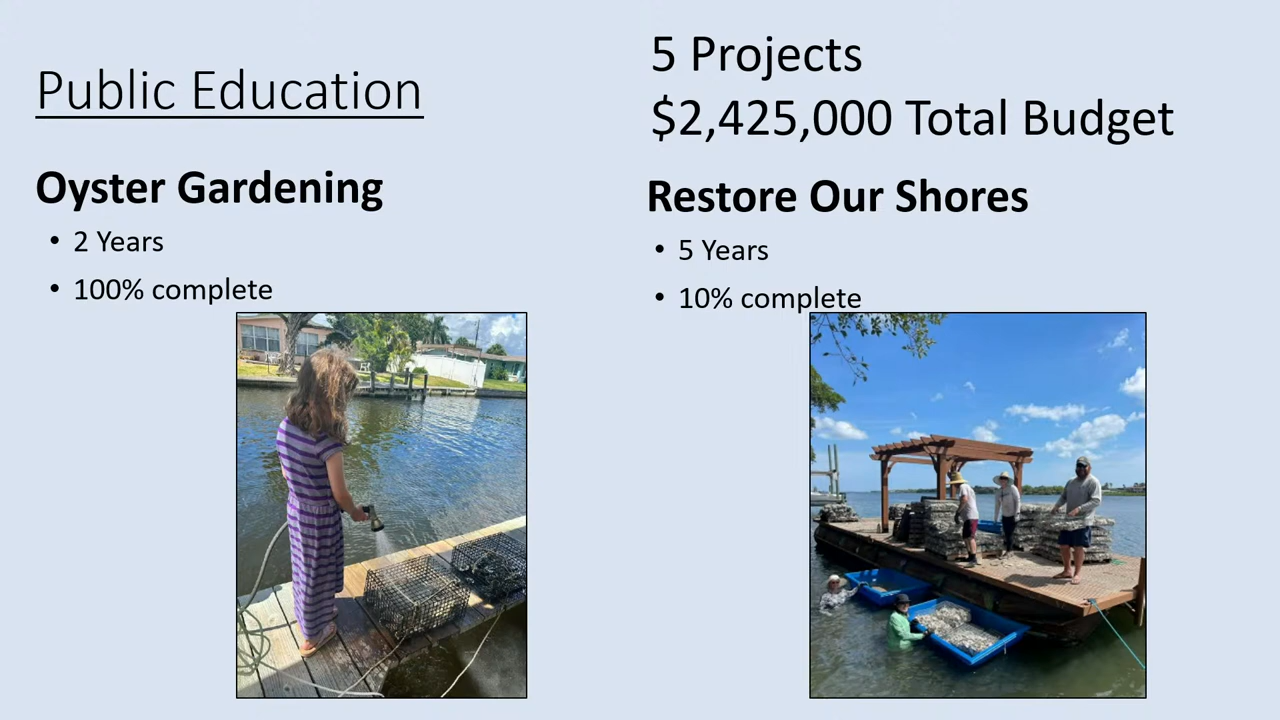 Public Education
5 Projects
$2,425,000 Total Budget
Oyster Gardening
• 2 Years
• 100% complete
Restore Our Shores
• 5 Years
• 10% complete